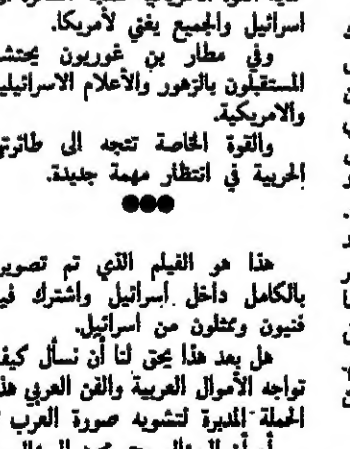 اسرائيل والجميع يغني لأمريكا.
وفي مطار بن غوريون يحتشد
المستقبلون بالزهور والأعلام الاسرائيلية
والامريكية.
والقوة الخاصة تتجه الى طائرتها
الحربية في انتظار مهمة جديدة.
●●●
هذا هو الفيلم الذي تم تصويره
بالكامل داخل اسرائيل واشترك فيه
فنيون وممثلون من اسرائيل.
هل بعد هذا يحق لنا أن نسأل كيف
تواجه الأموال العربية والفن العربي هذه
الحملة المدبرة لتشويه صورة العرب